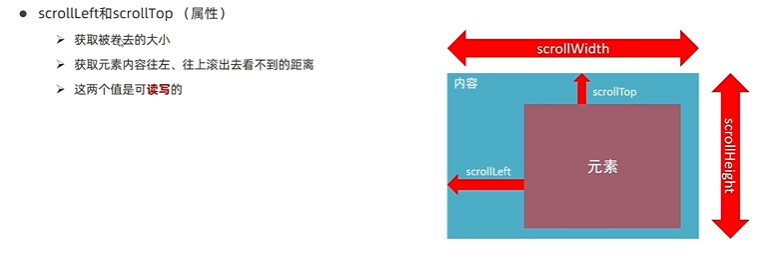 scrollLeft和scrollTop （属性）
获取被卷去的大小
获取元素内容往左、往上滚出去看不到的距离
这两个值是可读写的
scrollWidth
内容
scrollTop
scrollLeft
元素
scrollHeight